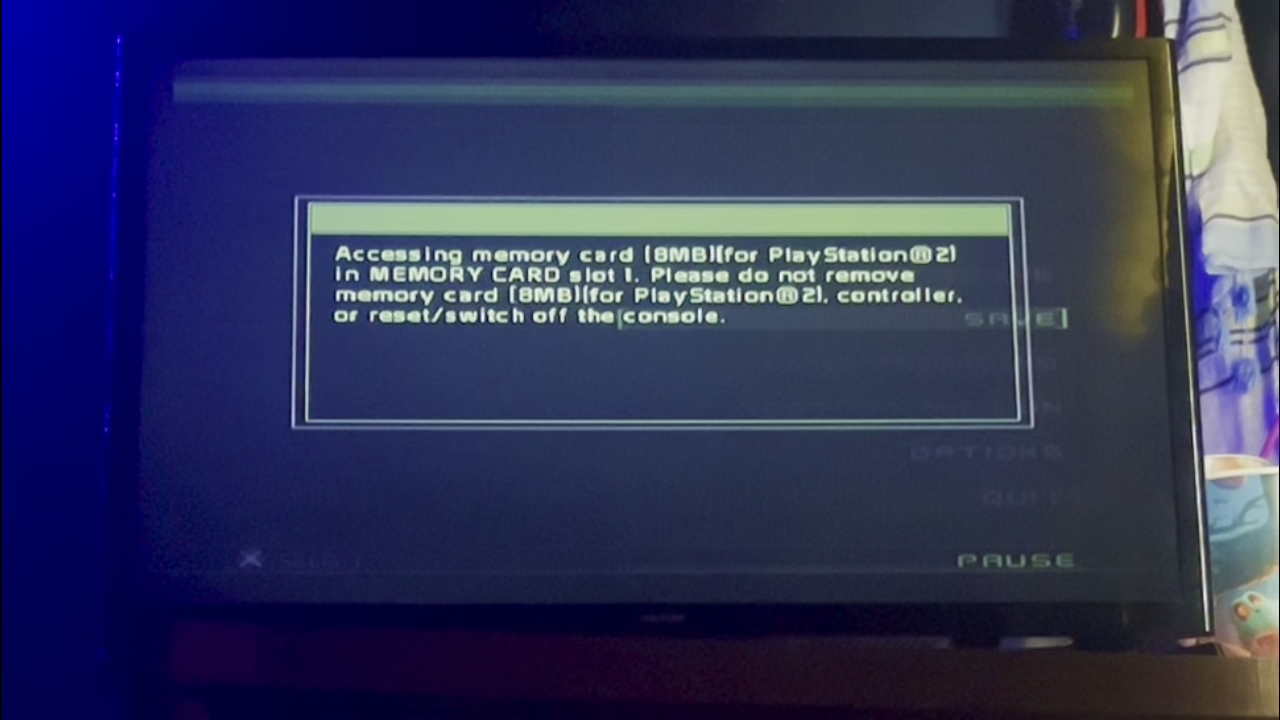 Accessing memory card (8MB)(for PlayStation®2)
in MEMORY CARD slot 1. Please do not remove
memory card (8MB)(for PlayStation®2), controller,
or reset/switch off the console.
SAVE
OPTIONS
QUIT
PAUSE